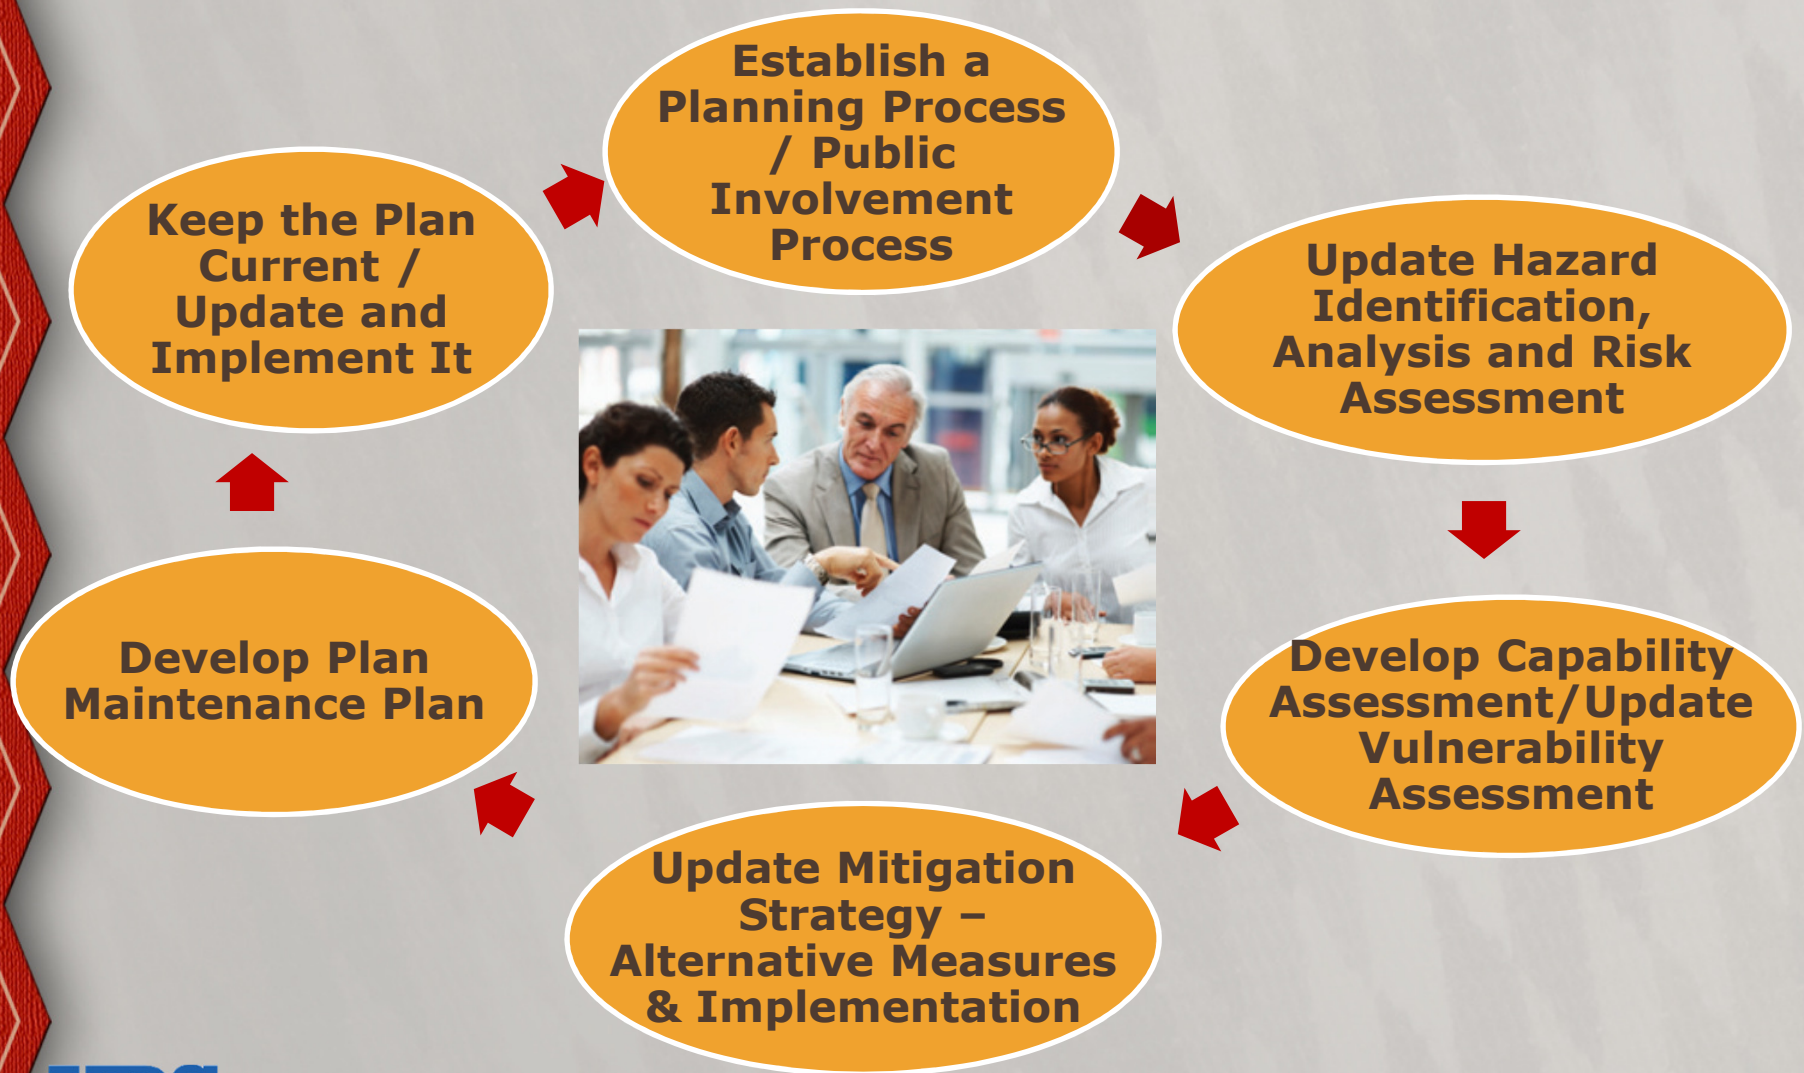 Establish a
Planning Process
/ Public
Involvement
Process
Update Hazard
Identification,
Analysis and Risk
Assessment
Develop Capability
Assessment/Update
Vulnerability
Assessment
Update Mitigation
Strategy –
Alternative Measures
& Implementation
Develop Plan
Maintenance Plan
Keep the Plan
Current /
Update and
Implement It